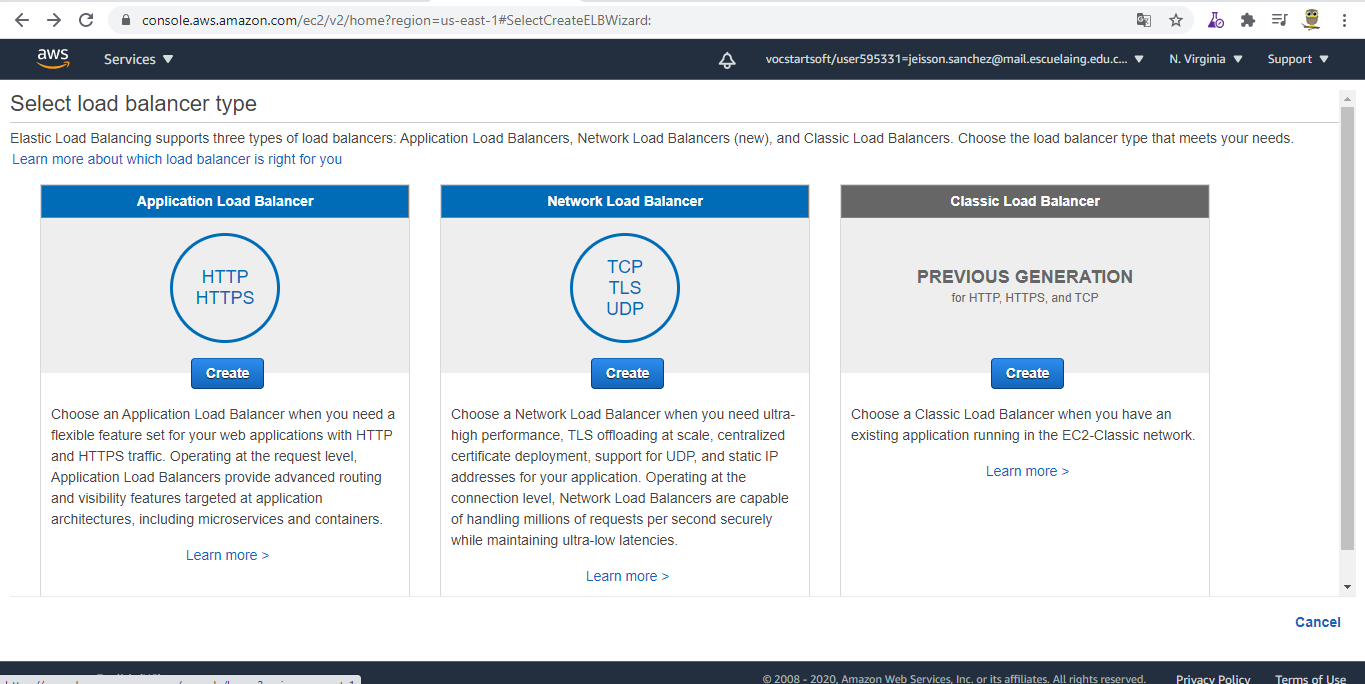 console.aws.amazon.com/ec2/v2/home?region=us-east-1#SelectCreateELBWizard:
aws
Services
vocstartsoft/user595331=jeisson.sanchez@mail.escuelaing.edu.c...
N. Virginia
Support
Select load balancer type
Elastic Load Balancing supports three types of load balancers: Application Load Balancers, Network Load Balancers (new), and Classic Load Balancers. Choose the load balancer type that meets your needs.
Learn more about which load balancer is right for you
Application Load Balancer
HTTP
HTTPS
Create
Choose an Application Load Balancer when you need a
flexible feature set for your web applications with HTTP
and HTTPS traffic. Operating at the request level,
Application Load Balancers provide advanced routing
and visibility features targeted at application
architectures, including microservices and containers.
Learn more >
Network Load Balancer
TCP
TLS
UDP
Create
Choose a Network Load Balancer when you need ultra-
high performance, TLS offloading at scale, centralized
certificate deployment, support for UDP, and static IP
addresses for your application. Operating at the
connection level, Network Load Balancers are capable
of handling millions of requests per second securely
while maintaining ultra-low latencies.
Learn more >
Classic Load Balancer
PREVIOUS GENERATION
for HTTP, HTTPS, and TCP
Create
Choose a Classic Load Balancer when you have an
existing application running in the EC2-Classic network.
Learn more >
Cancel
© 2008 - 2020, Amazon Web Services, Inc. or its affiliates. All rights reserved.
Privacy Policy
Terms of Use